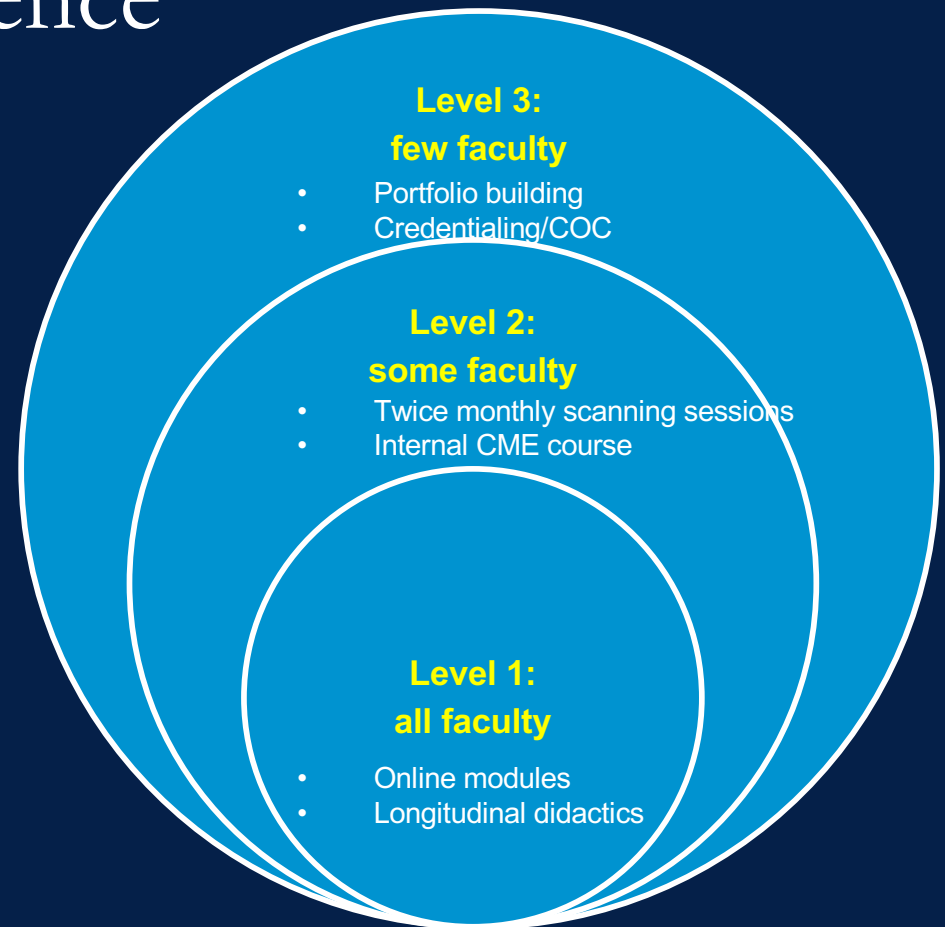 Level 3:
few faculty
• Portfolio building
• Credentialing/COC
Level 2:
some faculty
• Twice monthly scanning sessions
• Internal CME course
Level 1:
all faculty
• Online modules
• Longitudinal didactics